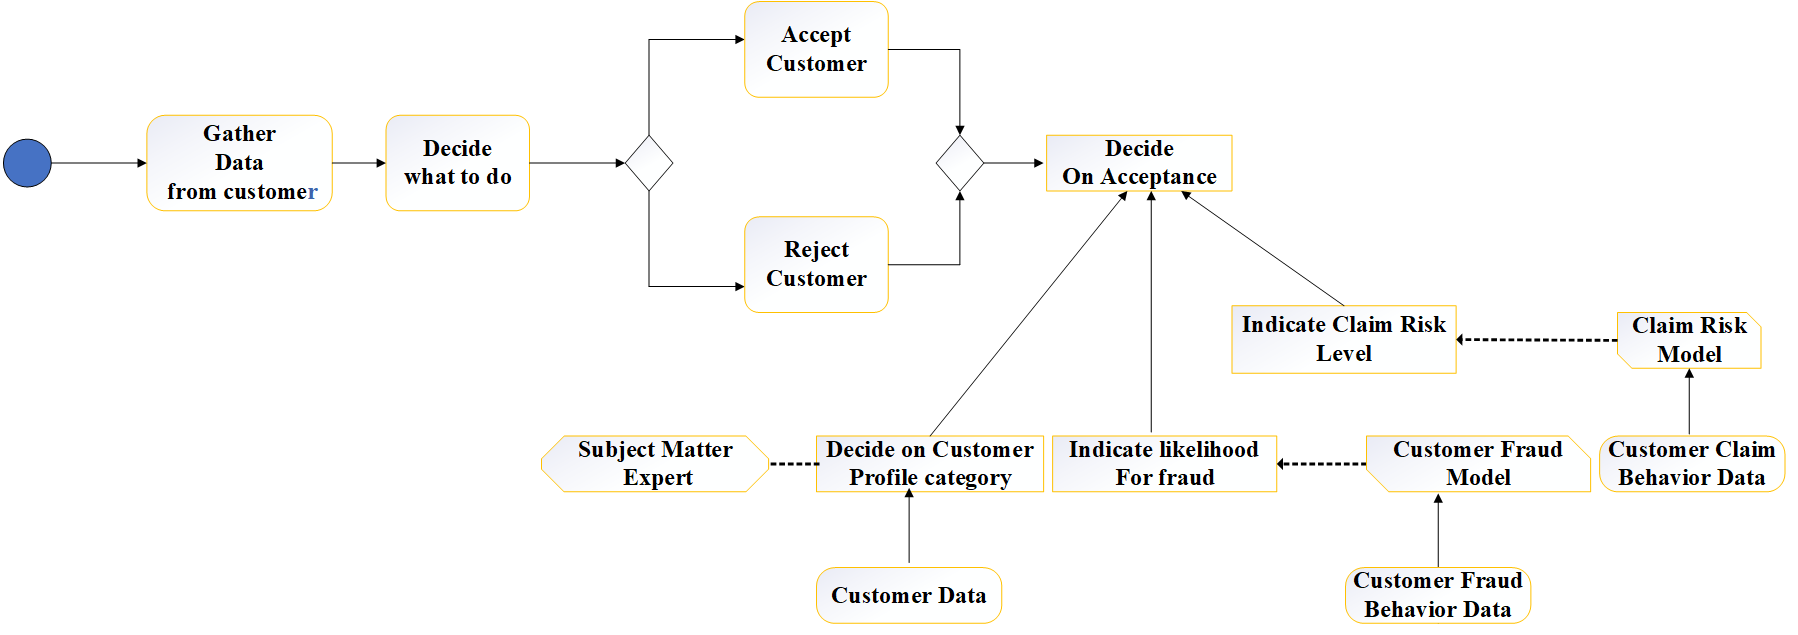 Accept
Customer
Gather
Data
from customer
Decide
what to do
Decide
On Acceptance
Reject
Customer
Indicate Claim Risk
Level
Claim Risk
Model
Subject Matter
Expert
Decide on Customer
Profile category
Indicate likelihood
For fraud
Customer Fraud
Model
Customer Claim
Behavior Data
Customer Data
Customer Fraud
Behavior Data